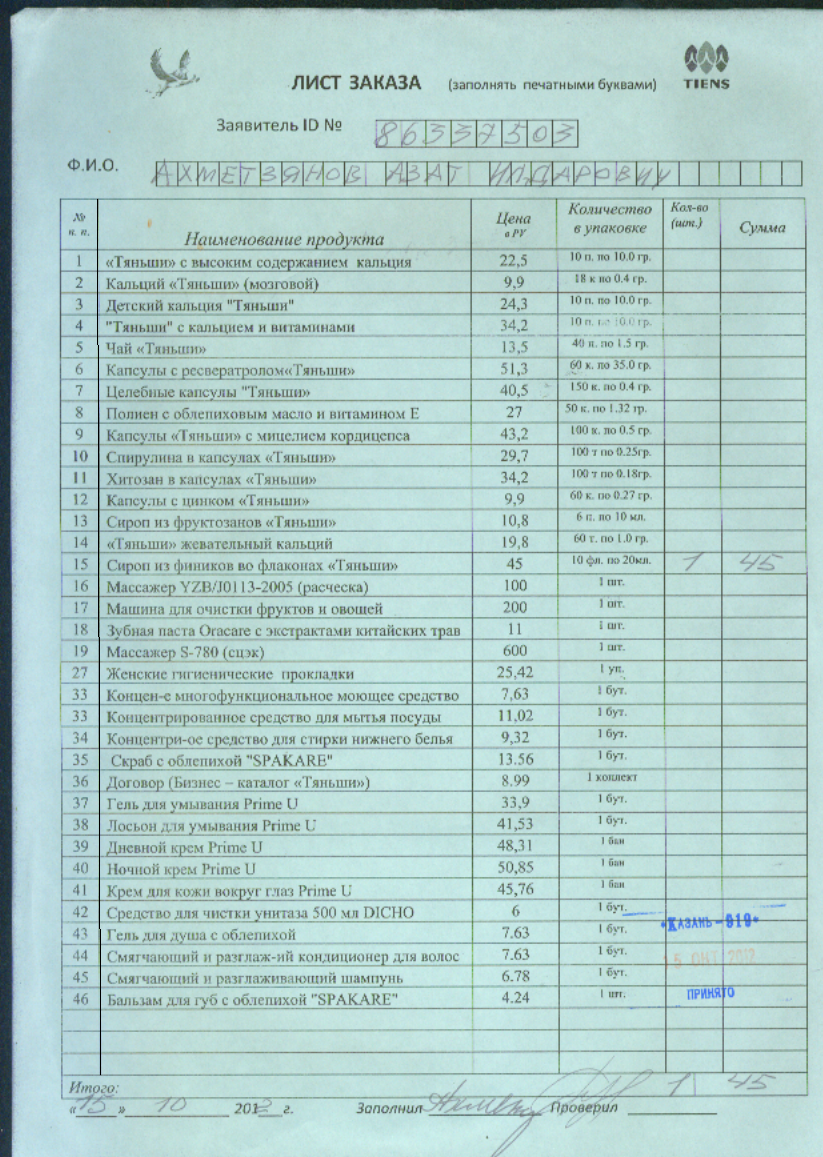 ЛИСТ ЗАКАЗА (заполнять печатными буквами)
TIENS
Заявитель ID №
86337503
Ф.И.О.
АХМЕТЗЯНОВ АЗАТ ИЛДАРОВИЧ
№ п. п. Наименование продукта Цена в РУ Количество в упаковке Кол-во (шт.) Сумма
1 «Тяньши» с высоким содержанием кальция 22,5 10 п. по 10.0 гр.
2 Кальций «Тяньши» (мозговой) 9,9 18 к по 0.4 гр.
3 Детский кальция "Тяньши" 24,3 10 п. по 10.0 гр.
4 "Тяньши" с кальцием и витаминами 34,2 10 п. по 10.0 гр.
5 Чай «Тяньши» 13,5 40 п. по 1.5 гр.
6 Капсулы с ресвератролом«Тяньши» 51,3 60 к. по 35.0 гр.
7 Целебные капсулы "Тяньши» 40,5 150 к. по 0.4 гр.
8 Полиен с облепиховым масло и витамином Е 27 50 к. по 1.32 гр.
9 Капсулы «Тяньши» с мицелием кордицепса 43,2 100 к. по 0.5 гр.
10 Спирулина в капсулах «Тяньши» 29,7 100 т по 0.25гр.
11 Хитозан в капсулах «Тяньши» 34,2 100 т по 0.18гр.
12 Капсулы с цинком «Тяньши» 9,9 60 к. по 0.27 гр.
13 Сироп из фруктозанов «Тяньши» 10,8 6 п. по 10 мл.
14 «Тяньши» жевательный кальций 19,8 60 т. по 1.0 гр.
15 Сироп из фиников во флаконах «Тяньши» 45 10 фл. по 20мл. 1 45
16 Массажер YZB/J0113-2005 (расческа) 100 1 шт.
17 Машина для очистки фруктов и овощей 200 1 шт.
18 Зубная паста Oracare с экстрактами китайских трав 11 1 шт.
19 Массажер S-780 (сцэк) 600 1 шт.
27 Женские гигиенические прокладки 25,42 1 уп.
33 Концен-е многофункциональное моющее средство 7,63 1 бут.
33 Концентрированное средство для мытья посуды 11,02 1 бут.
34 Концентри-ое средство для стирки нижнего белья 9,32 1 бут.
35 Скраб с облепихой "SPAKARE" 13.56 1 бут.
36 Договор (Бизнес – каталог «Тяньши») 8.99 1 коплект
37 Гель для умывания Prime U 33,9 1 бут.
38 Лосьон для умывания Prime U 41,53 1 бут.
39 Дневной крем Prime U 48,31 1 бан
40 Ночной крем Prime U 50,85 1 бан
41 Крем для кожи вокруг глаз Prime U 45,76 1 бан
42 Средство для чистки унитаза 500 мл DICHO 6 1 бут.
43 Гель для душа с облепихой 7.63 1 бут.
*КАЗАНЬ-919*
44 Смягчающий и разглаж-ий кондиционер для волос 7.63 1 бут.
15 ОКТ 2012
45 Смягчающий и разглаживающий шампунь 6.78 1 бут.
46 Бальзам для губ с облепихой "SPAKARE" 4.24 1 шт.
ПРИНЯТО
Итого: 1 45
«15» 10 2012 г. Заполнил Проверил